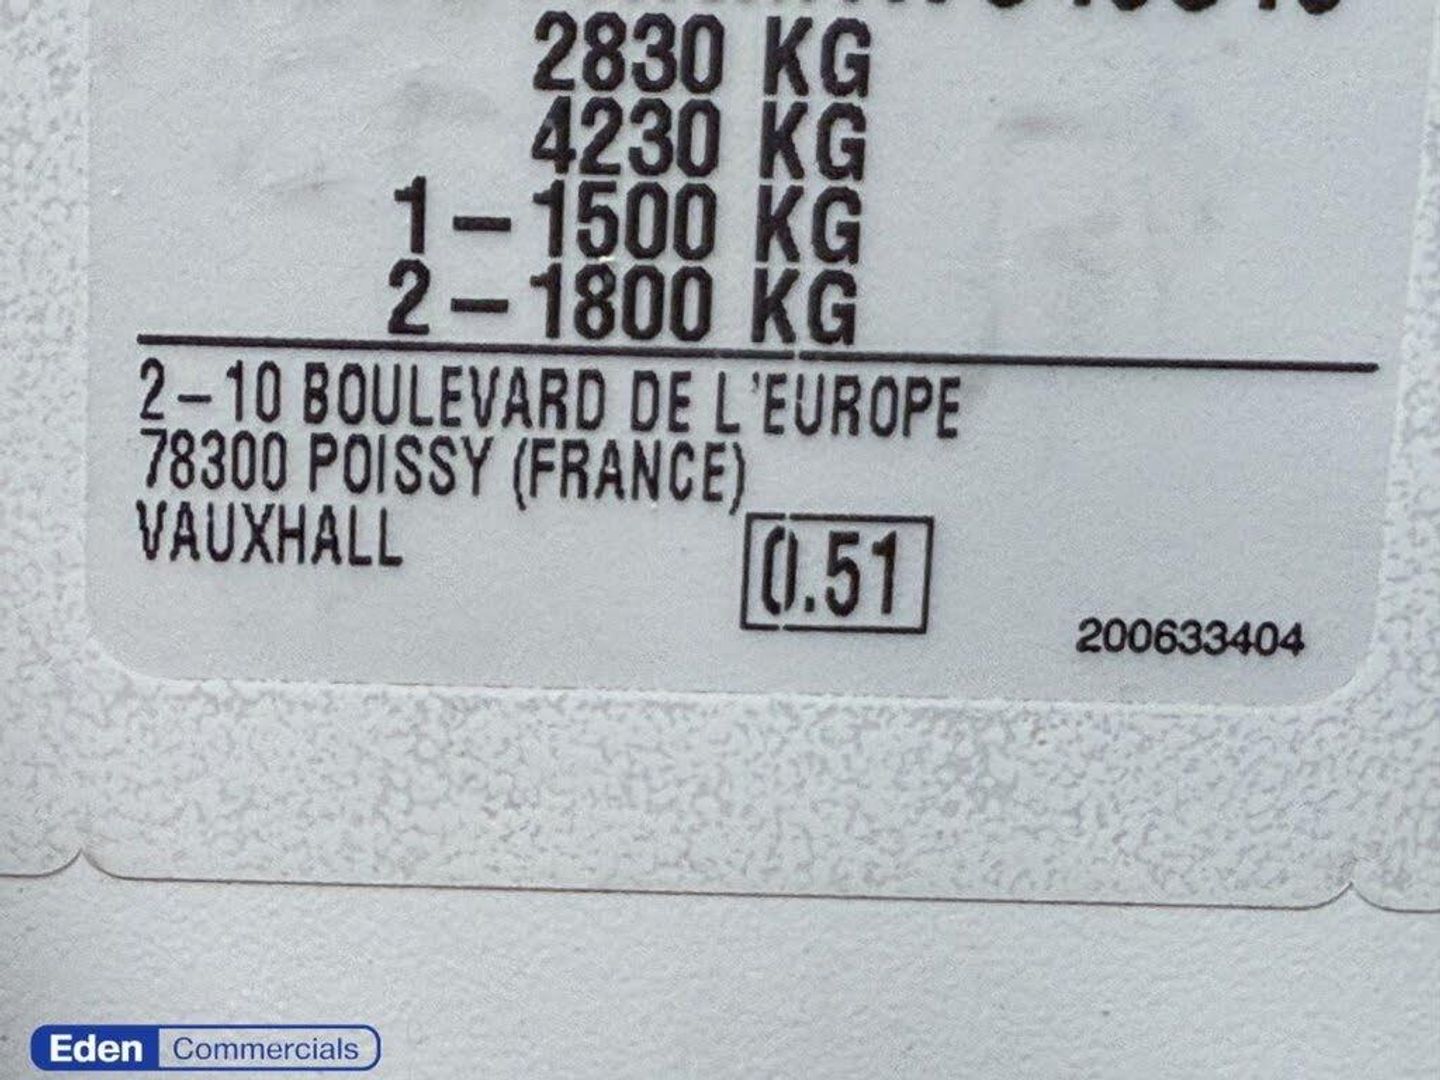 2830 KG
4230 KG
1-1500 KG
2-1800 KG
2-10 BOULEVARD DE L'EUROPE
78300 POISSY (FRANCE)
VAUXHALL
0.51
200633404
Eden Commercials